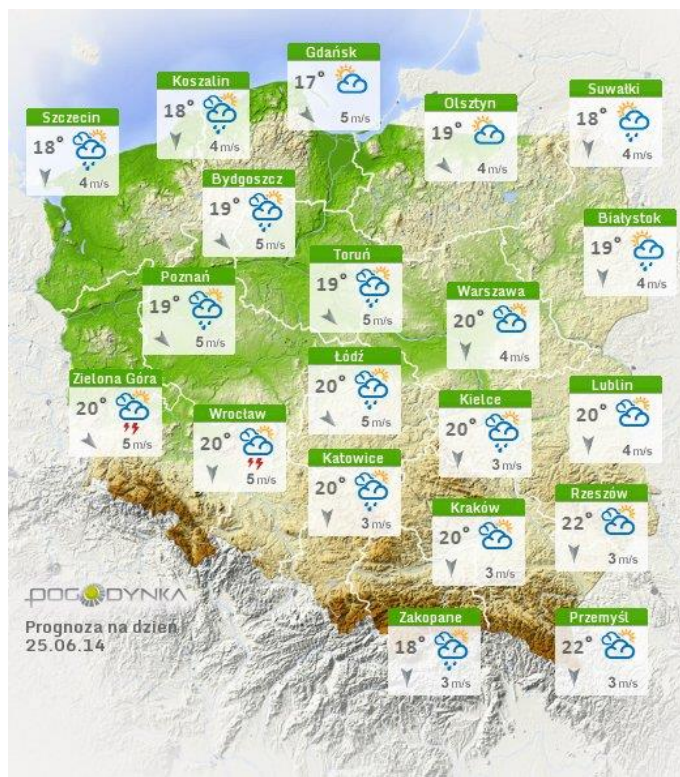 Gdańsk
17°
5 m/s
Koszalin
18°
4 m/s
Olsztyn
19°
4 m/s
Suwałki
18°
4 m/s
Szczecin
18°
4 m/s
Bydgoszcz
19°
5 m/s
Białystok
19°
4 m/s
Toruń
19°
5 m/s
Poznań
19°
5 m/s
Warszawa
20°
4 m/s
Łódź
20°
5 m/s
Zielona Góra
20°
5 m/s
Lublin
20°
4 m/s
Kielce
20°
3 m/s
Wrocław
20°
5 m/s
Katowice
20°
3 m/s
Rzeszów
22°
3 m/s
Kraków
20°
3 m/s
POGODYNKA
Prognoza na dzień
25.06.14
Zakopane
18°
3 m/s
Przemyśl
22°
3 m/s